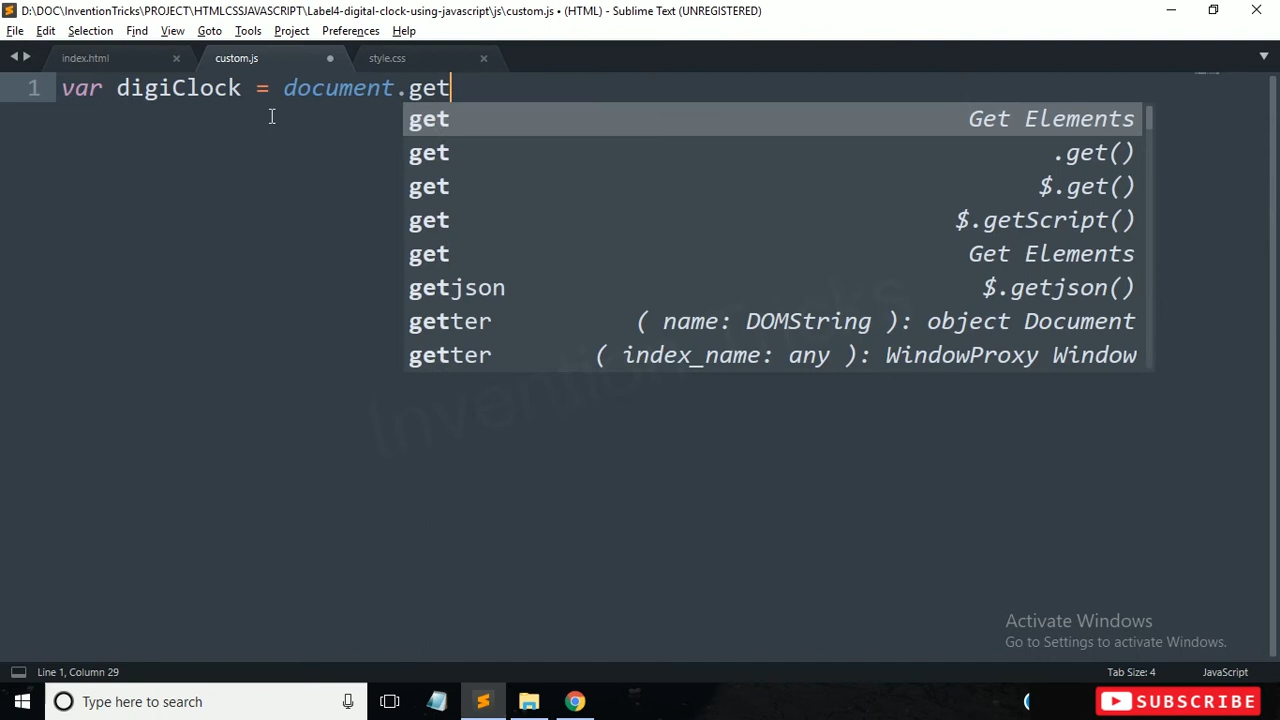 D:\DOC\InventionTricks\PROJECT\HTMLCSSJAVASCRIPT\Label4-digital-clock-using-javascript\js\custom.js • (HTML) - Sublime Text (UNREGISTERED)
File Edit Selection Find View Goto Tools Project Preferences Help
index.html custom.js style.css
1 var digiClock = document.get
get Get Elements
get .get()
get $.get()
get $.getScript()
get Get Elements
getjson $.getjson()
getter ( name: DOMString ): object Document
getter ( index_name: any ): WindowProxy Window
Invention Tricks
Activate Windows
Go to Settings to activate Windows.
Line 1, Column 29 Tab Size: 4 JavaScript
Type here to search
SUBSCRIBE